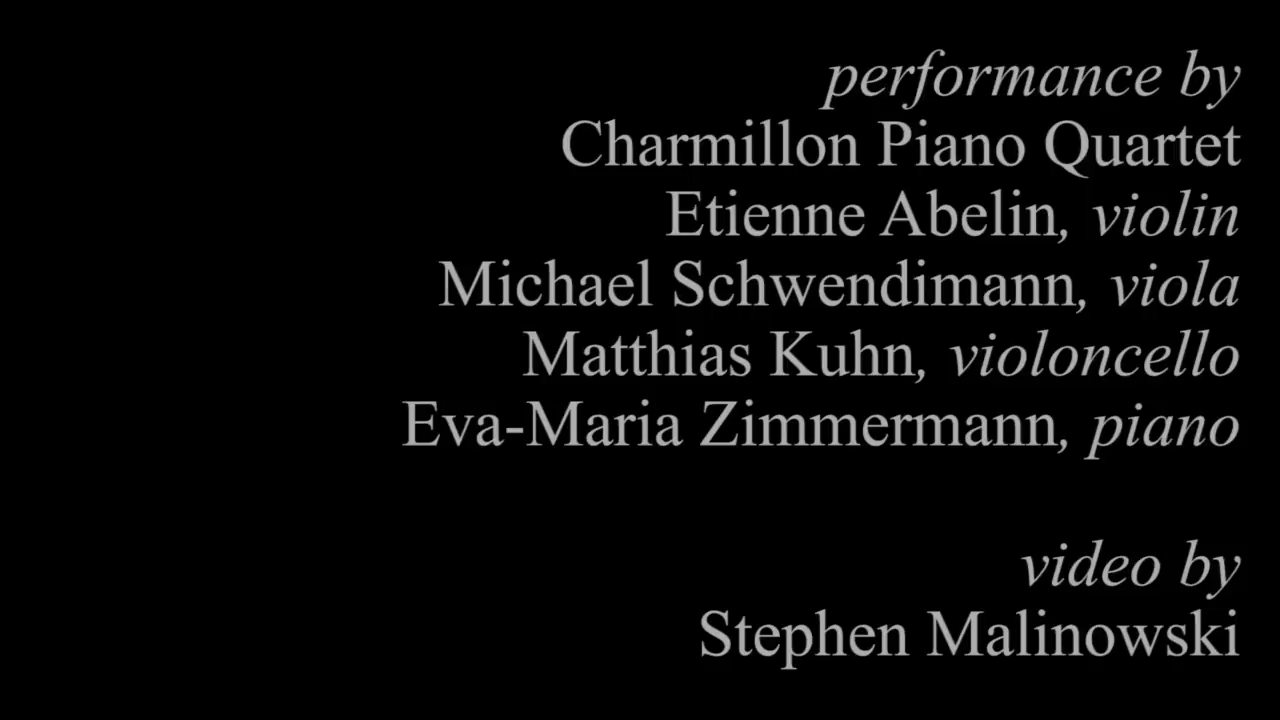 performance by
Charmillon Piano Quartet
Etienne Abelin, violin
Michael Schwendimann, viola
Matthias Kuhn, violoncello
Eva-Maria Zimmermann, piano
video by
Stephen Malinowski